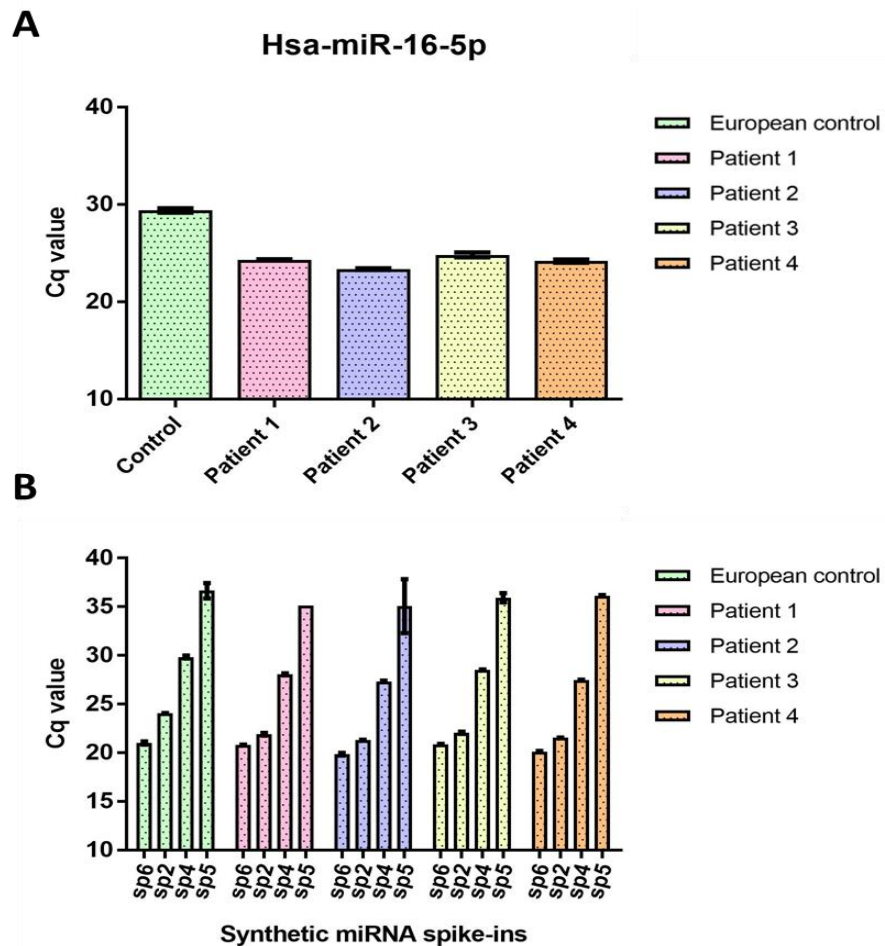 A
Hsa-miR-16-5p
40
30
20
10
Cq value
Control
Patient 1
Patient 2
Patient 3
Patient 4
European control
Patient 1
Patient 2
Patient 3
Patient 4
B
40
35
30
25
20
15
10
Cq value
sp6 sp2 sp4 sp5 sp6 sp2 sp4 sp5 sp6 sp2 sp4 sp5 sp6 sp2 sp4 sp5 sp6 sp2 sp4 sp5
Synthetic miRNA spike-ins
European control
Patient 1
Patient 2
Patient 3
Patient 4